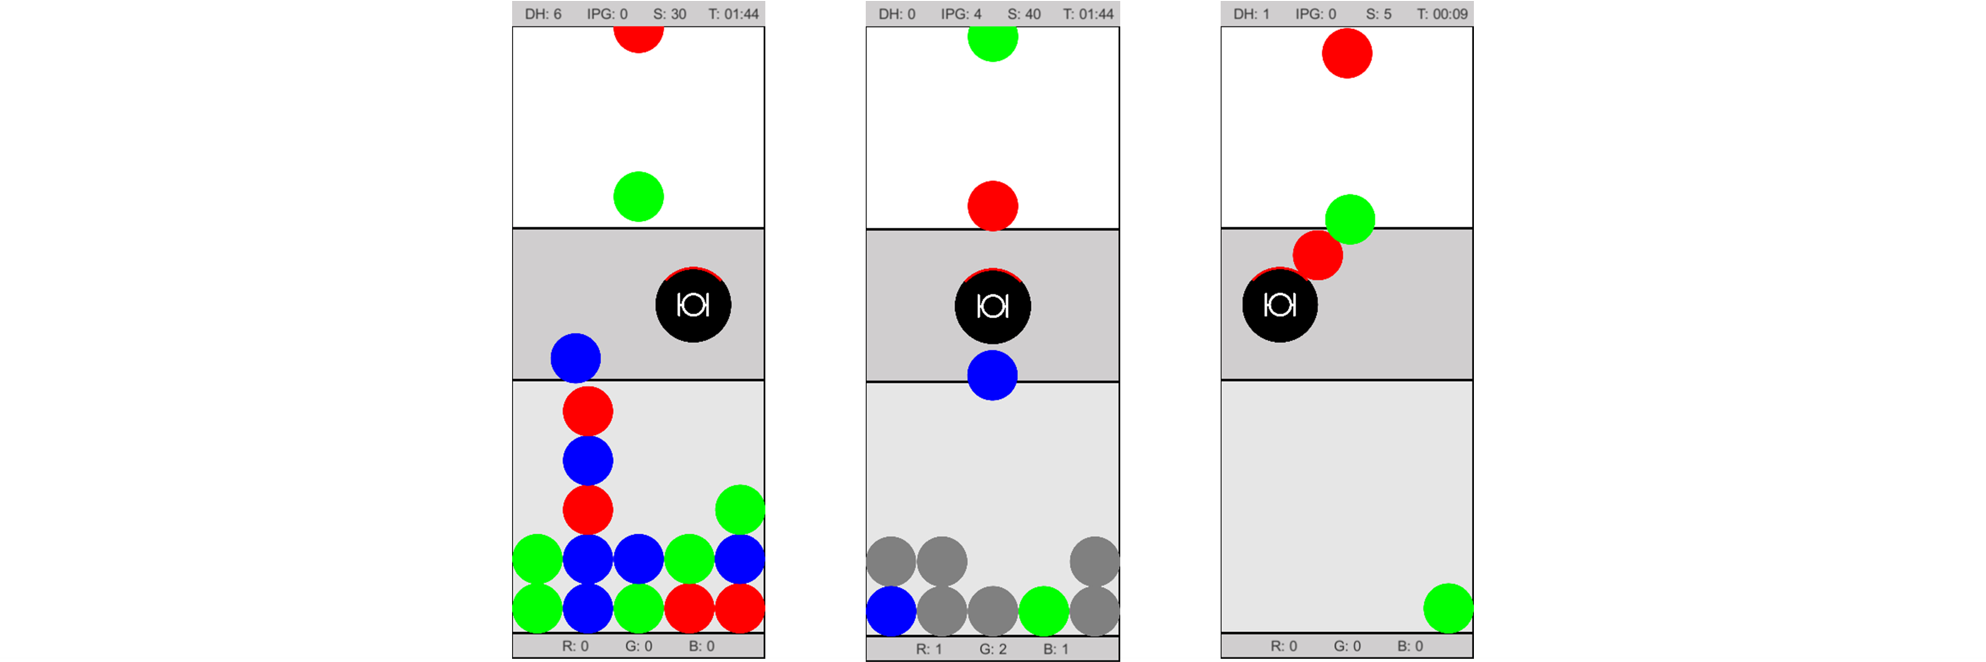 DH: 6 IPG: 0 S: 30 T: 01:44
R: 0 G: 0 B: 0
DH: 0 IPG: 4 S: 40 T: 01:44
R: 1 G: 2 B: 1
DH: 1 IPG: 0 S: 5 T: 00:09
R: 0 G: 0 B: 0